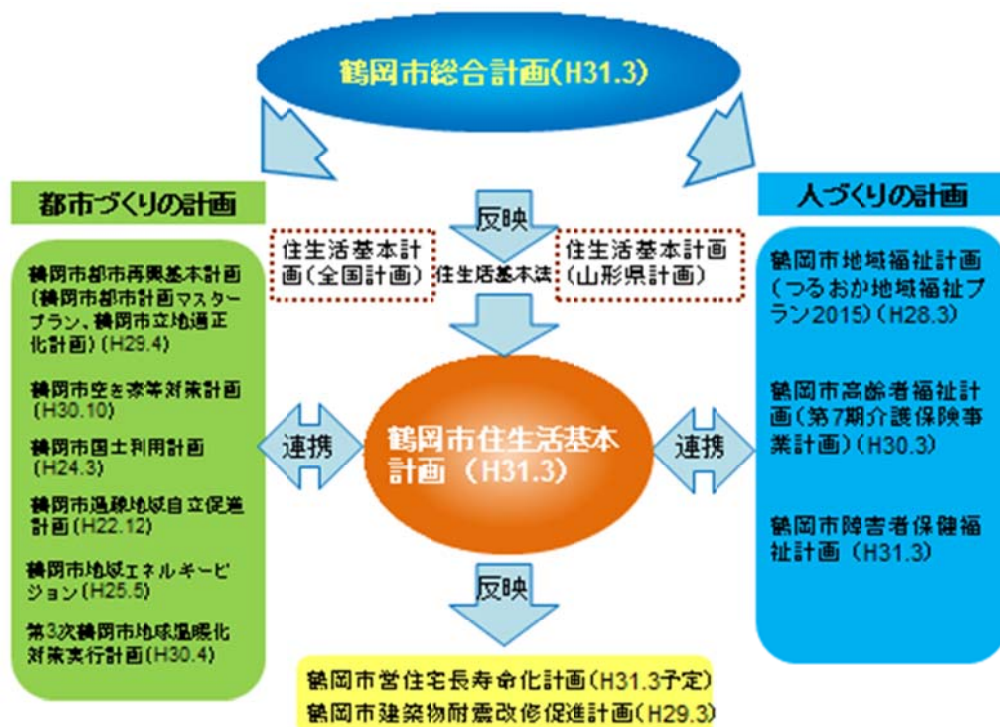 鶴岡市総合計画(H31.3)
都市づくりの計画
鶴岡市都市再興基本計画
(鶴岡市都市計画マスター
プラン、鶴岡市立地適正
化計画)(H29.4)
鶴岡市空き家等対策計画
(H30.10)
鶴岡市国土利用計画
(H24.3)
鶴岡市過疎地域自立促進
計画(H22.12)
鶴岡市地域エネルギービ
ジョン(H25.5)
第3次鶴岡市地球温暖化
対策実行計画(H30.4)
反映
住生活基本計
画(全国計画)
住生活基本法
住生活基本計画
(山形県計画)
連携
鶴岡市住生活基本
計画 (H31.3)
連携
反映
鶴岡市営住宅長寿命化計画(H31.3予定)
鶴岡市建築物耐震改修促進計画(H29.3)
人づくりの計画
鶴岡市地域福祉計画
(つるおか地域福祉プ
ラン2015)(H28.3)
鶴岡市高齢者福祉計
画(第7期介護保険事
業計画)(H30.3)
鶴岡市障害者保健福
祉計画 (H31.3)